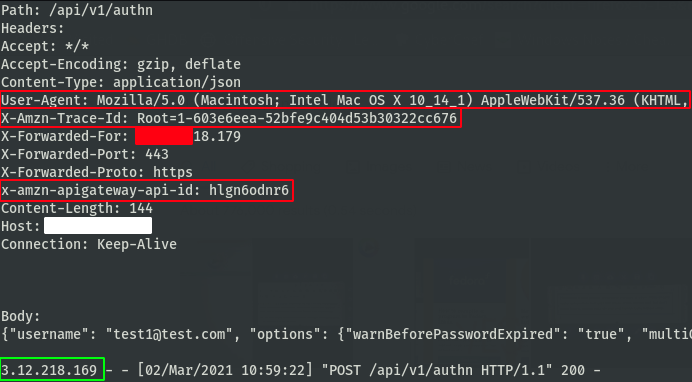 Path: /api/v1/authn
Headers:
Accept: */*
Accept-Encoding: gzip, deflate
Content-Type: application/json
User-Agent: Mozilla/5.0 (Macintosh; Intel Mac OS X 10_14_1) AppleWebKit/537.36 (KHTML,
X-Amzn-Trace-Id: Root=1-603e6eea-52bfe9c404d53b30322cc676
X-Forwarded-For: 18.179
X-Forwarded-Port: 443
X-Forwarded-Proto: https
x-amzn-apigateway-api-id: hlgn6odnr6
Content-Length: 144
Host:
Connection: Keep-Alive
Body:
{"username": "test1@test.com", "options": {"warnBeforePasswordExpired": "true", "multiO
3.12.218.169 - - [02/Mar/2021 10:59:22] "POST /api/v1/authn HTTP/1.1" 200 -